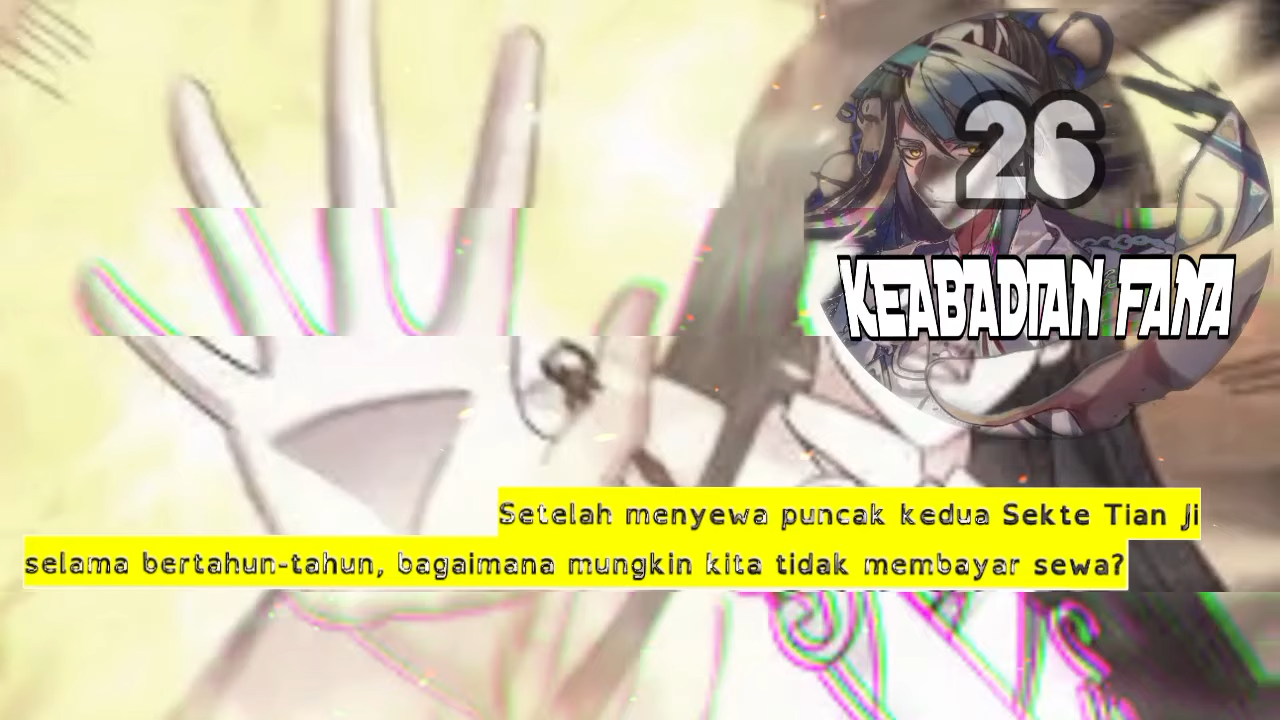 26
KEABADIAN FANA
Setelah menyewa puncak kedua Sekte Tian Ji
selama bertahun-tahun, bagaimana mungkin kita tidak membayar sewa?